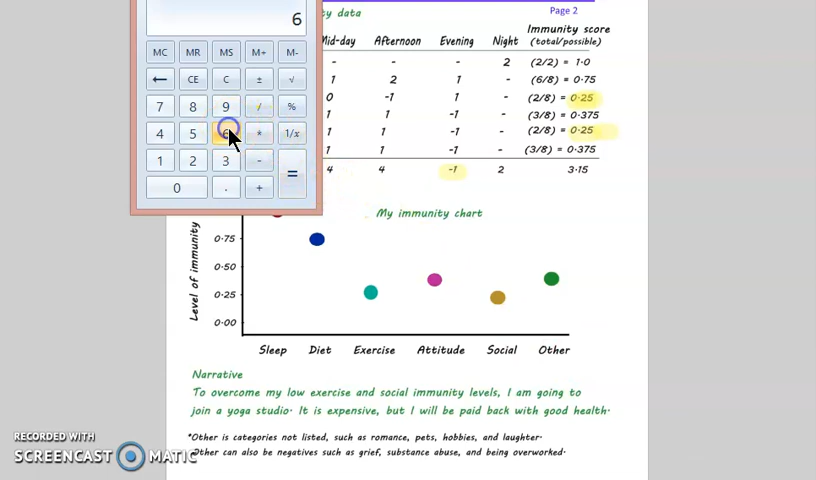 ty data
Page 2
6
Mid-day Afternoon Evening Night Immunity score
(total/possible)
MC MR MS M+ M-
- - - 2 (2/2) = 1.0
← CE C ± √
1 2 1 - (6/8) = 0.75
7 8 9 / %
0 -1 1 - (2/8) = 0.25
1 1 -1 - (3/8) = 0.375
4 5 6 * 1/x
1 1 -1 - (2/8) = 0.25
1 1 -1 - (3/8) = 0.375
1 2 3 - =
4 4 -1 2 3.15
0 . +
My immunity chart
Level of immunity
0.75
0.50
0.25
0.00
Sleep Diet Exercise Attitude Social Other
Narrative
To overcome my low exercise and social immunity levels, I am going to
join a yoga studio. It is expensive, but I will be paid back with good health.
*Other is categories not listed, such as romance, pets, hobbies, and laughter.
Other can also be negatives such as grief, substance abuse, and being overworked.
RECORDED WITH
SCREENCAST MATIC